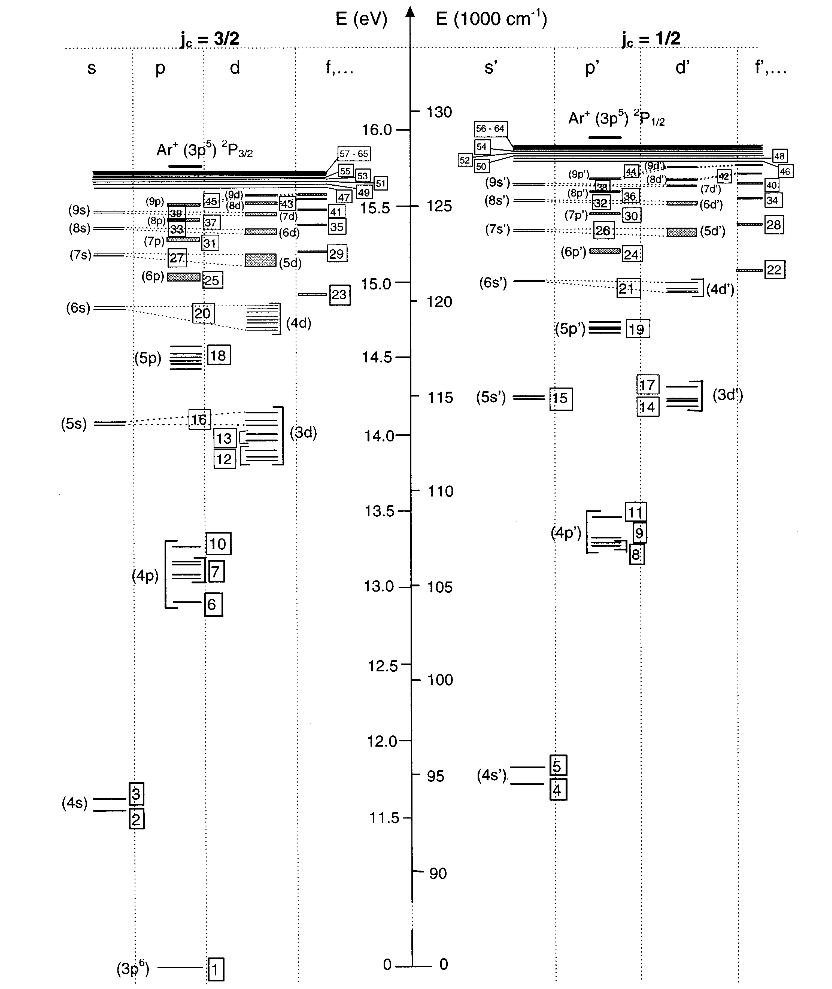 E (eV) E (1000 cm⁻¹)
j_c = 3/2 j_c = 1/2
s p d f,... s' p' d' f',...
130
56 - 64
16.0
Ar⁺ (3p⁵) ²P₃/₂ Ar⁺ (3p⁵) ²P₁/₂
57 - 65 54
55 53 52 50 48
51 49 46
(9p) 45 (9d) 43 47 (9p') 44 (9d') 42
(9s) 39 (8d) 41 (9s') 38 (8d') 40
(8p) 37 (7d) (8p') 36 (7d')
15.5 125
(8s) 33 (6d) 35 (8s') 32 (6d') 34
(7p) 31 (7p') 30
(7s) 27 (5d) 29 (7s') 26 (5d') 28
(6p) 25 (6p') 24
15.0
23 22
(6s) 20 (4d) 120 (6s') 21 (4d')
(5p) 18 (5p') 19
14.5
115
17
(5s) 16 (3d) (5s') 15 (3d')
14
13
14.0
12
110
13.5
11
10 (4p') 9
8
(4p) 7
13.0 105
6
12.5
100
12.0
5
95
(4s') 4
3
(4s)
2
11.5
90
(3p⁶) 1 0 0